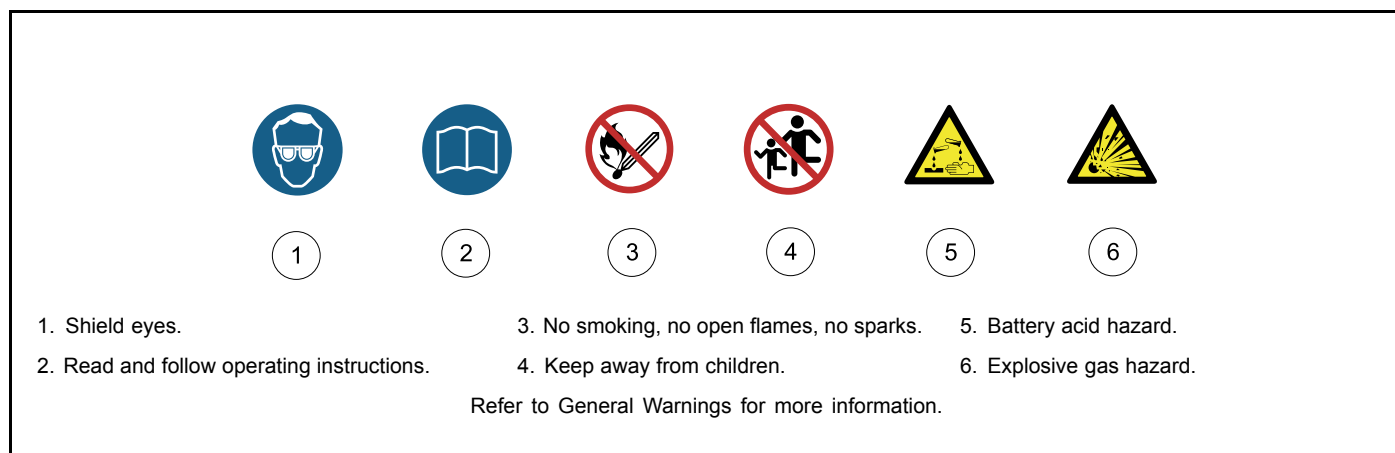 1
2
3
4
5
6
1. Shield eyes.
2. Read and follow operating instructions.
3. No smoking, no open flames, no sparks.
4. Keep away from children.
5. Battery acid hazard.
6. Explosive gas hazard.
Refer to General Warnings for more information.